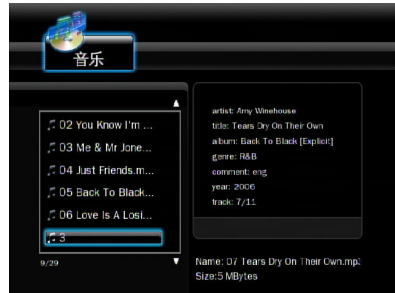 音乐
02 You Know I'm ...
03 Me & Mr Jone...
04 Just Friends.m...
05 Back To Black...
06 Love Is A Losi...
3
9/29
artist: Amy Winehouse
title: Tears Dry On Their Own
album: Back To Black [Explicit]
genre: R&B
comment: eng
year: 2006
track: 7/11
Name: 07 Tears Dry On Their Own.mp3
Size:5 MBytes